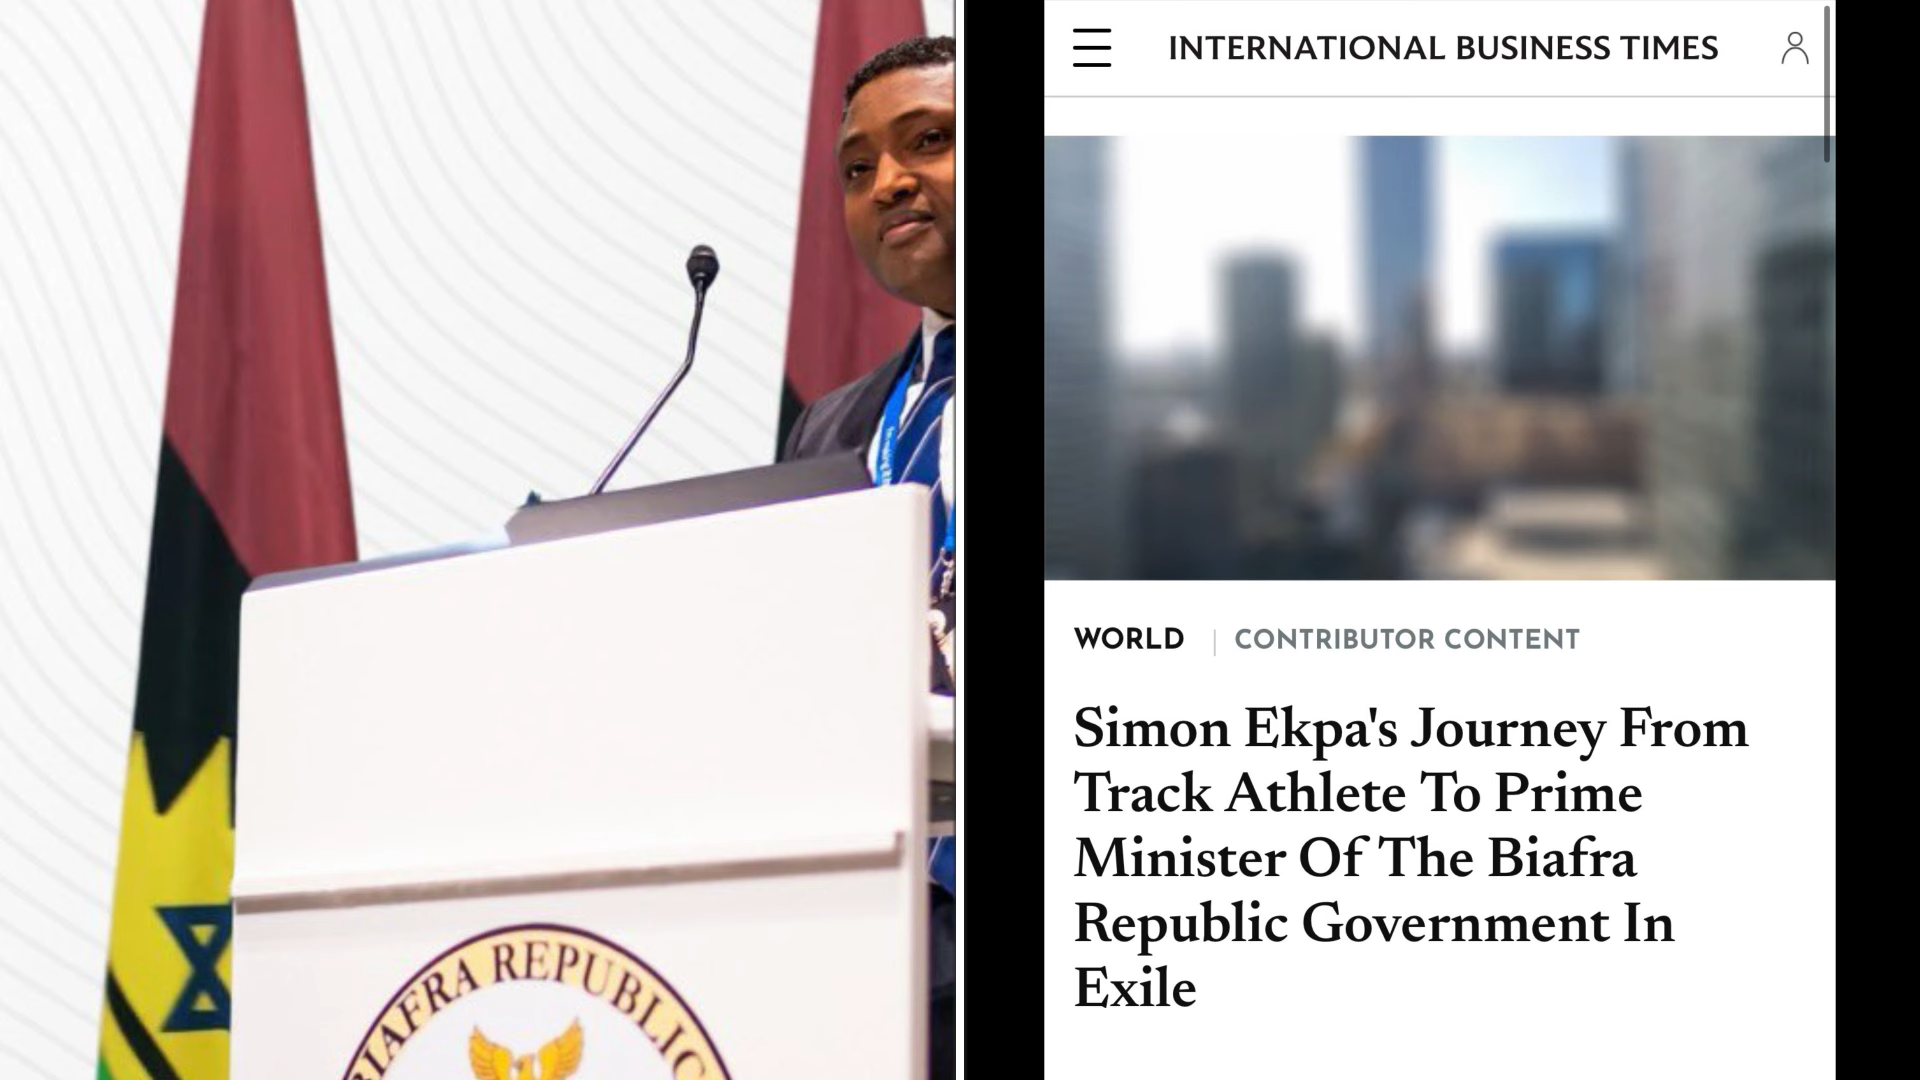 BIAFRA REPUBLIC
INTERNATIONAL BUSINESS TIMES
WORLD | CONTRIBUTOR CONTENT
Simon Ekpa's Journey From
Track Athlete To Prime
Minister Of The Biafra
Republic Government In
Exile